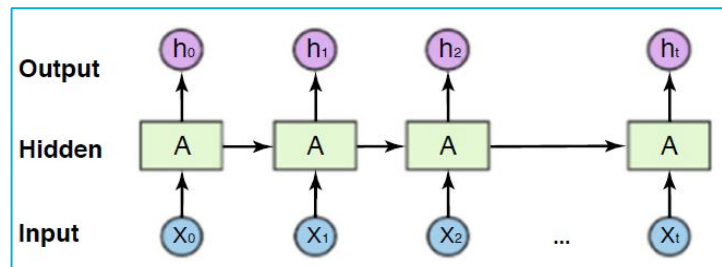 Output h₀ h₁ h₂ hₜ
Hidden A A A A
Input X₀ X₁ X₂ ... Xₜ